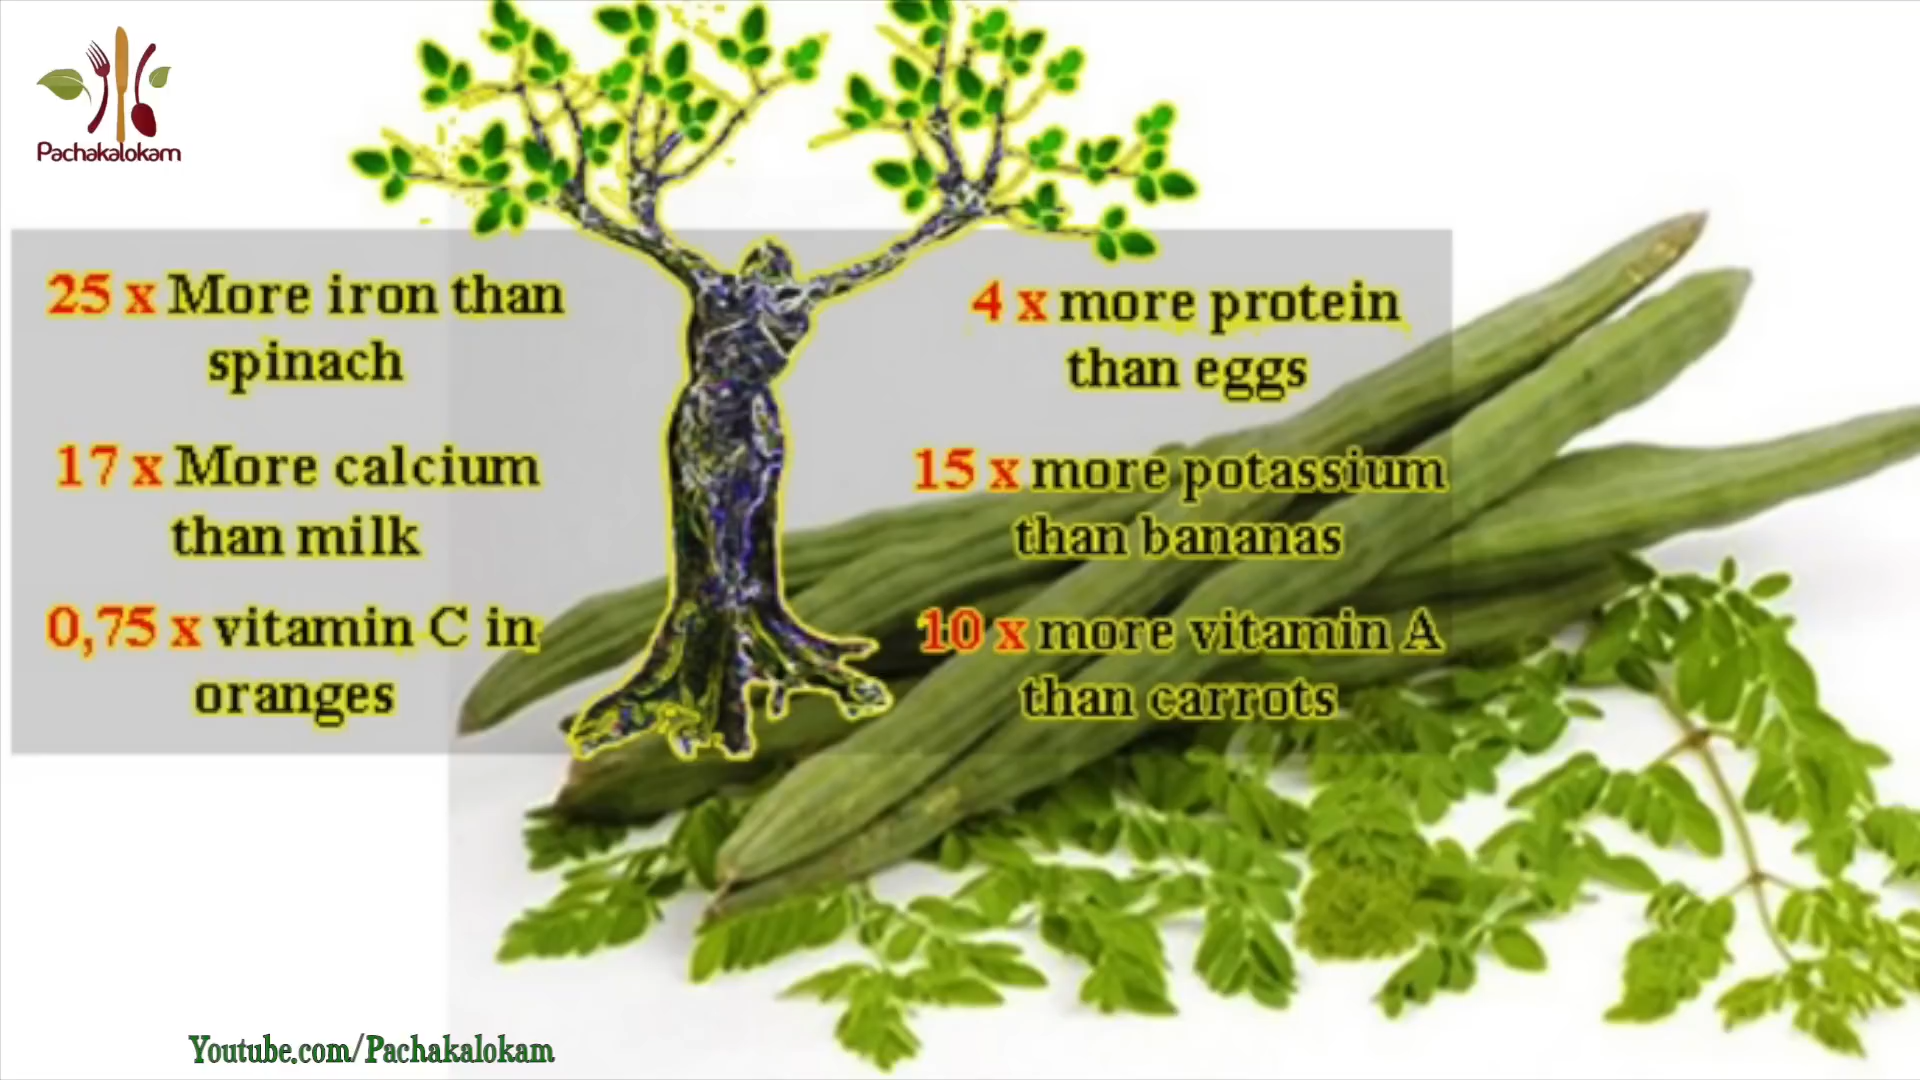 Pachakalokam
25 x More iron than
spinach
17 x More calcium
than milk
0,75 x vitamin C in
oranges
4 x more protein
than eggs
15 x more potassium
than bananas
10 x more vitamin A
than carrots
Youtube.com/Pachakalokam